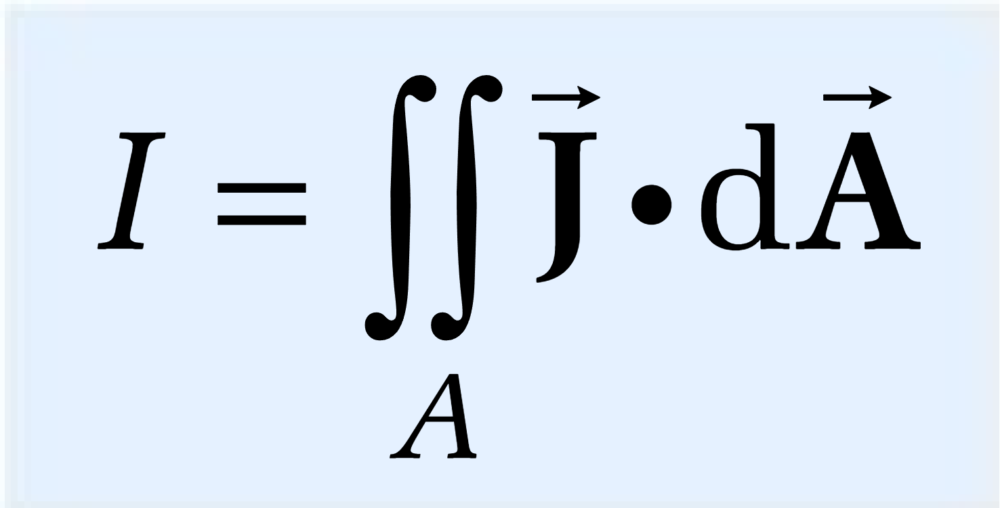 I = ∬ J⃗ • dA⃗
A